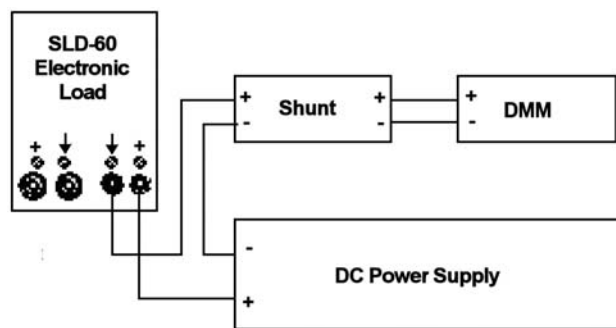 SLD-60
Electronic
Load
+ +
+ Shunt +
- -
+ DMM
-
-
DC Power Supply
+